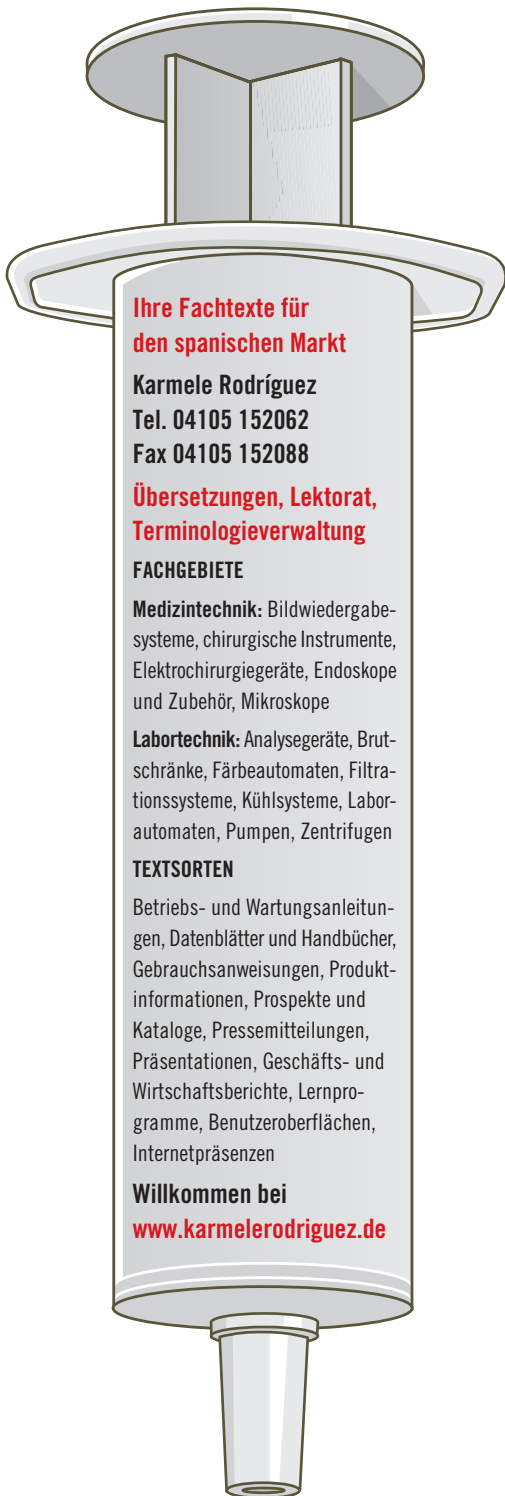 Ihre Fachtexte für
den spanischen Markt
Karmele Rodríguez
Tel. 04105 152062
Fax 04105 152088
Übersetzungen, Lektorat,
Terminologieverwaltung
FACHGEBIETE
Medizintechnik: Bildwiedergabe-
systeme, chirurgische Instrumente,
Elektrochirurgiegeräte, Endoskope
und Zubehör, Mikroskope
Labortechnik: Analysegeräte, Brut-
schränke, Färbeautomaten, Filtra-
tionssysteme, Kühlsysteme, Labor-
automaten, Pumpen, Zentrifugen
TEXTSORTEN
Betriebs- und Wartungsanleitun-
gen, Datenblätter und Handbücher,
Gebrauchsanweisungen, Produkt-
informationen, Prospekte und
Kataloge, Pressemitteilungen,
Präsentationen, Geschäfts- und
Wirtschaftsberichte, Lernpro-
gramme, Benutzeroberflächen,
Internetpräsenzen
Willkommen bei
www.karmelerodriguez.de